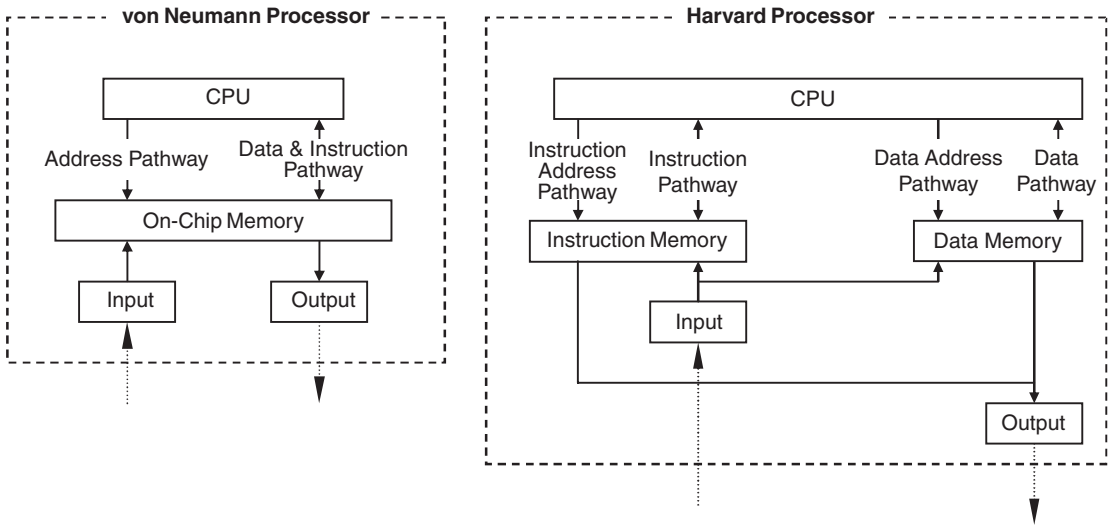 von Neumann Processor
CPU
Address Pathway
Data & Instruction
Pathway
On-Chip Memory
Input
Output
Harvard Processor
CPU
Instruction
Address
Pathway
Instruction
Pathway
Data Address
Pathway
Data
Pathway
Instruction Memory
Data Memory
Input
Output